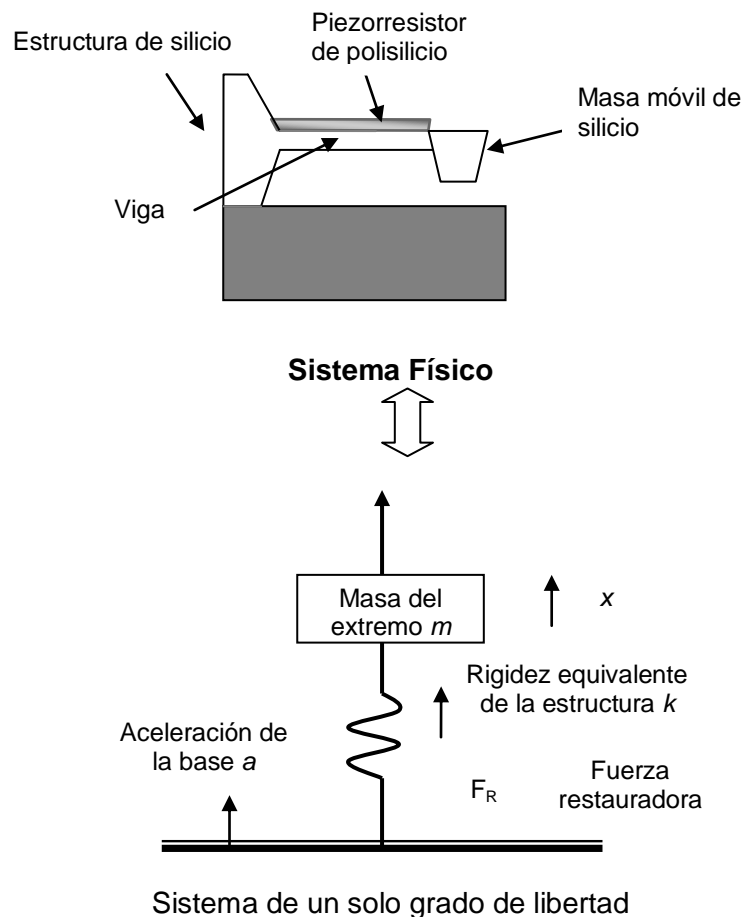 Estructura de silicio
Piezorresistor
de polisilicio
Masa móvil de
silicio
Viga
Sistema Físico
Masa del
extremo m
x
Rigidez equivalente
de la estructura k
Aceleración de
la base a
F_R
Fuerza
restauradora
Sistema de un solo grado de libertad